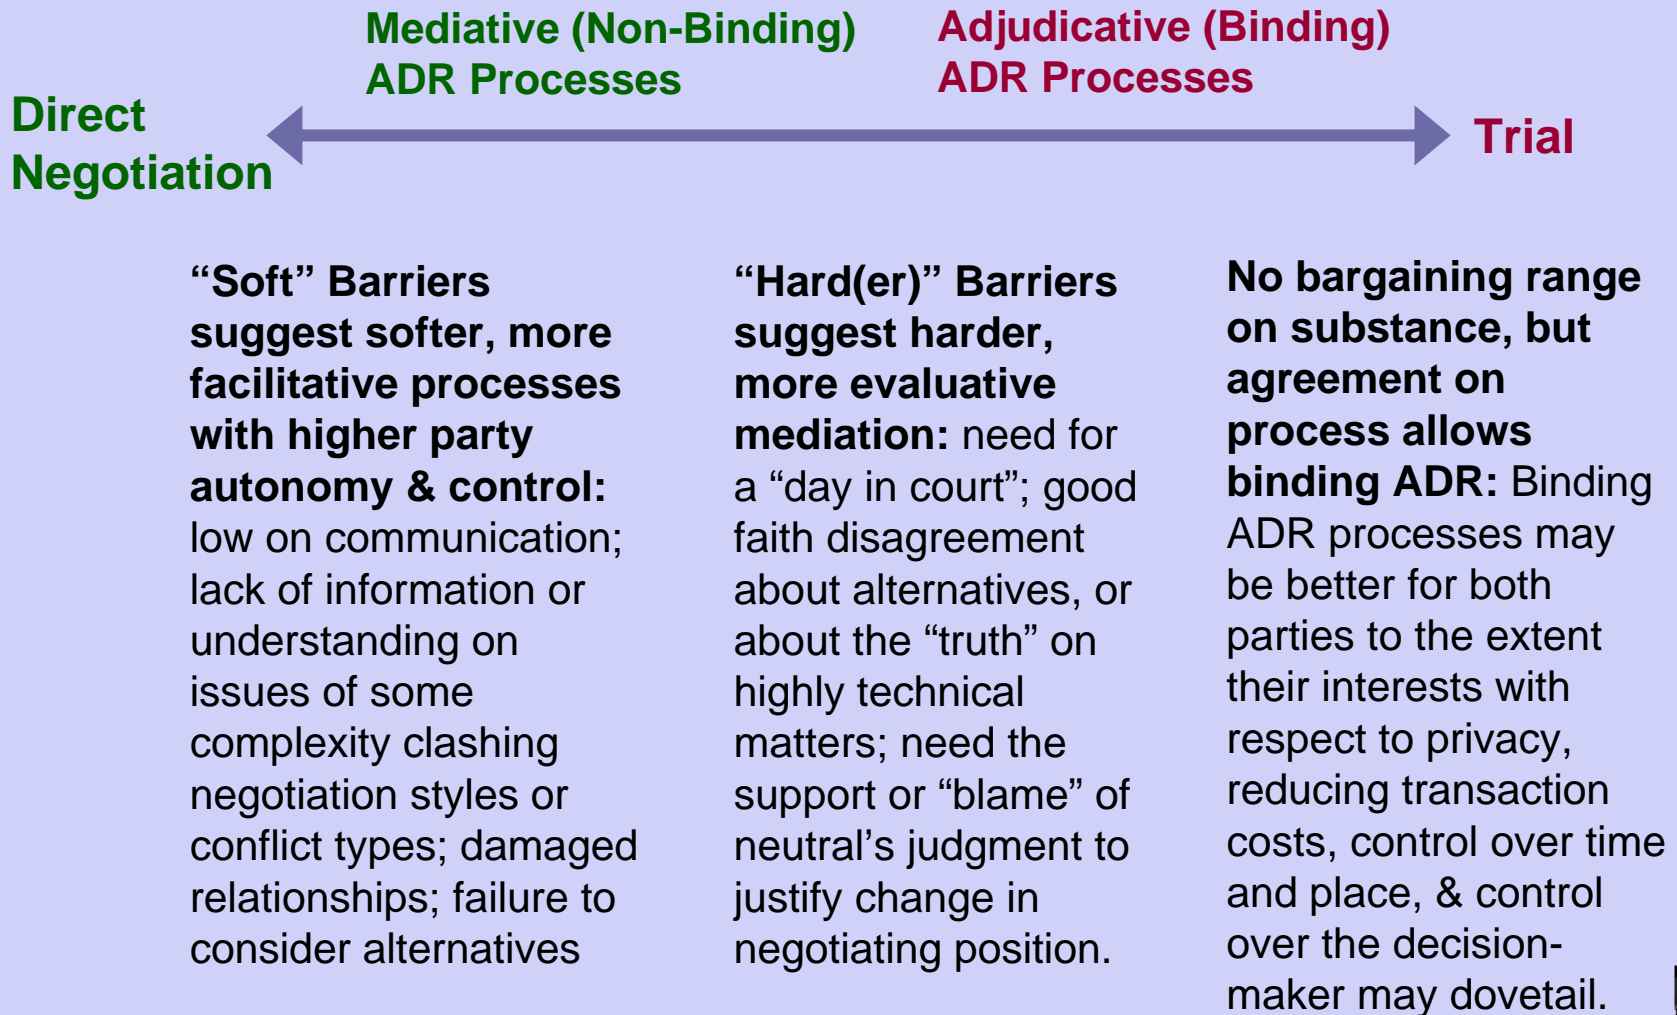 Mediative (Non-Binding)
ADR Processes
Adjudicative (Binding)
ADR Processes
Direct
Negotiation
Trial
“Soft” Barriers
suggest softer, more
facilitative processes
with higher party
autonomy & control:
low on communication;
lack of information or
understanding on
issues of some
complexity clashing
negotiation styles or
conflict types; damaged
relationships; failure to
consider alternatives
“Hard(er)” Barriers
suggest harder,
more evaluative
mediation: need for
a “day in court”; good
faith disagreement
about alternatives, or
about the “truth” on
highly technical
matters; need the
support or “blame” of
neutral’s judgment to
justify change in
negotiating position.
No bargaining range
on substance, but
agreement on
process allows
binding ADR: Binding
ADR processes may
be better for both
parties to the extent
their interests with
respect to privacy,
reducing transaction
costs, control over time
and place, & control
over the decision-
maker may dovetail.